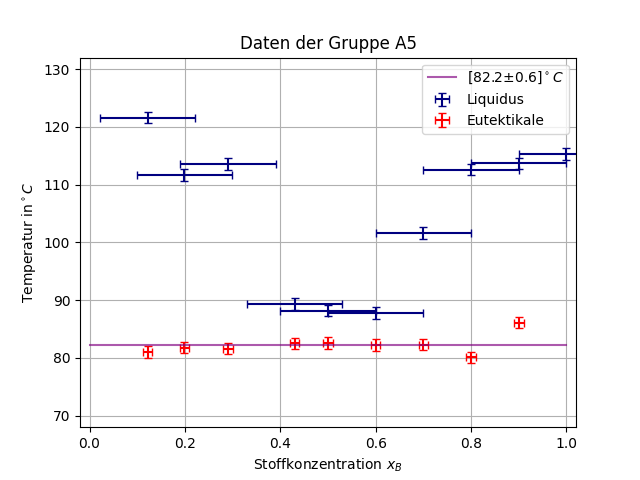 Daten der Gruppe A5
[82.2±0.6]°C
Liquidus
Eutektikale
Temperatur in °C
130
120
110
100
90
80
70
0.0 0.2 0.4 0.6 0.8 1.0
Stoffkonzentration x_B